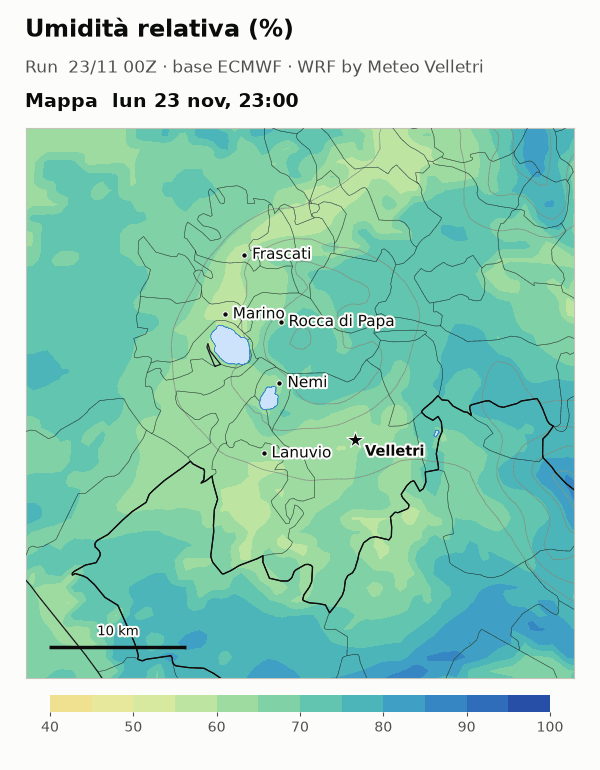 Umidità relativa (%)
Run  23/11 00Z · base ECMWF · WRF by Meteo Velletri
Mappa  lun 23 nov, 23:00
Frascati
Marino
Rocca di Papa
Nemi
Lanuvio
Velletri
10 km
40 50 60 70 80 90 100